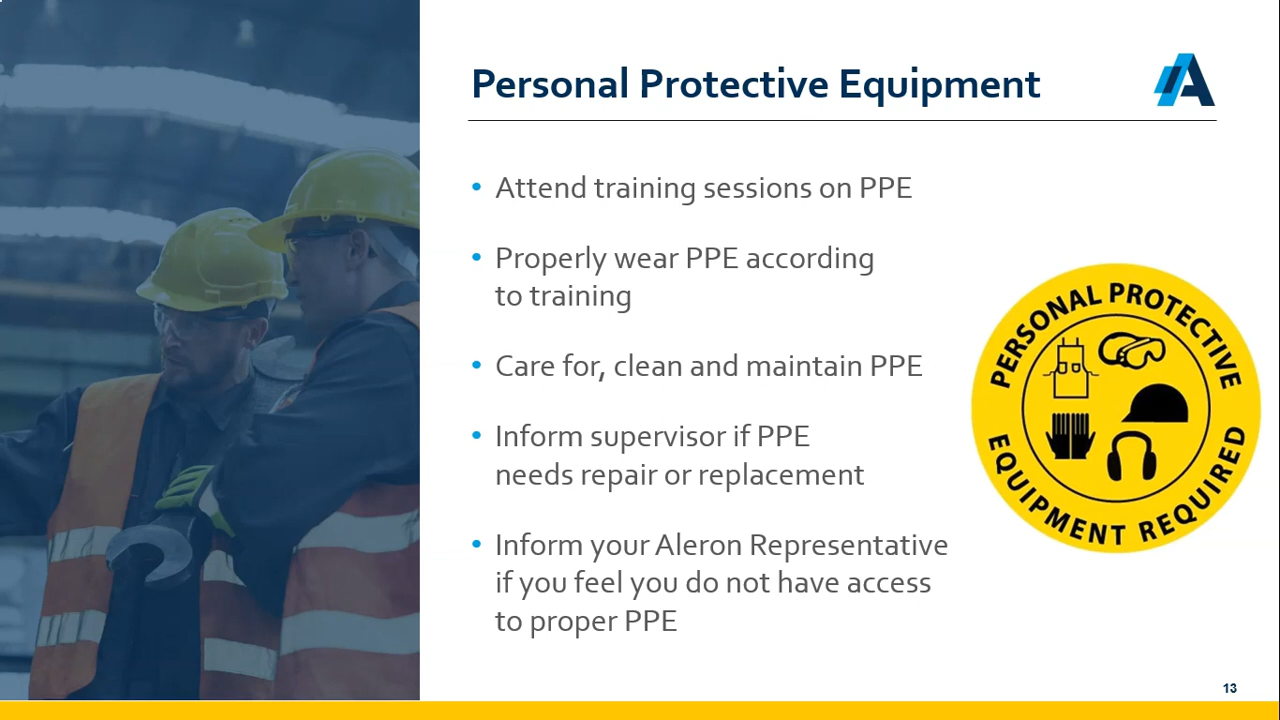 Personal Protective Equipment
• Attend training sessions on PPE
• Properly wear PPE according
to training
• Care for, clean and maintain PPE
• Inform supervisor if PPE
needs repair or replacement
• Inform your Aleron Representative
if you feel you do not have access
to proper PPE
PERSONAL PROTECTIVE
EQUIPMENT REQUIRED
13